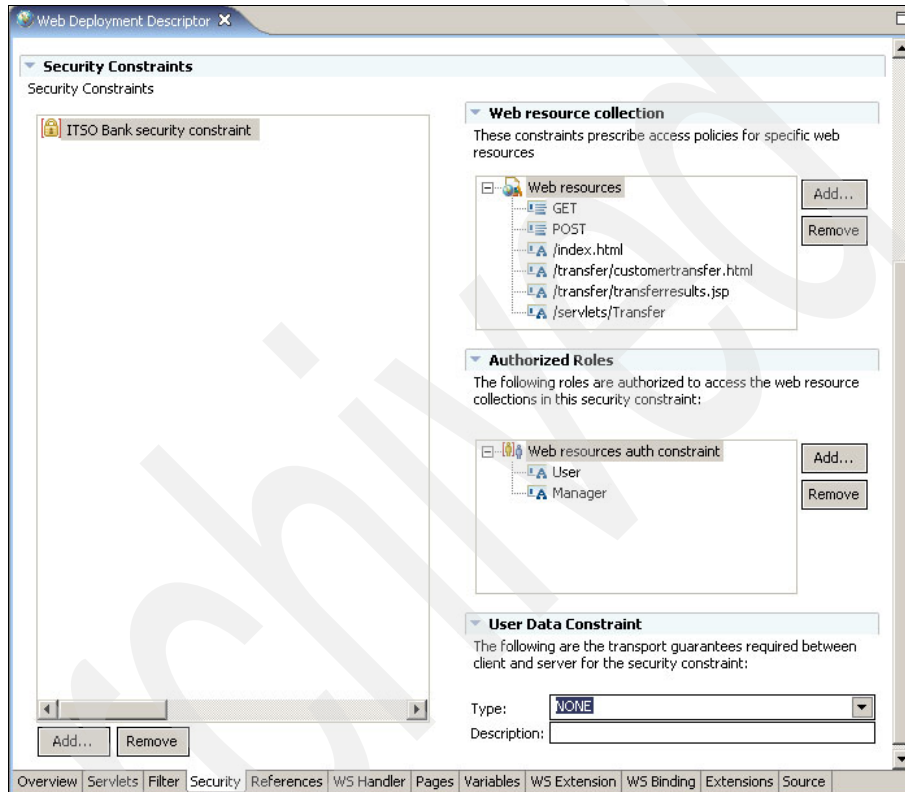 Web Deployment Descriptor
Security Constraints
Security Constraints
ITSO Bank security constraint
Web resource collection
These constraints prescribe access policies for specific web
resources
Web resources
GET
POST
/index.html
/transfer/customertransfer.html
/transfer/transferresults.jsp
/servlets/Transfer
Add...
Remove
Authorized Roles
The following roles are authorized to access the web resource
collections in this security constraint:
Web resources auth constraint
User
Manager
Add...
Remove
User Data Constraint
The following are the transport guarantees required between
client and server for the security constraint:
Type: NONE
Description:
Add... Remove
Overview Servlets Filter Security References WS Handler Pages Variables WS Extension WS Binding Extensions Source
rchived